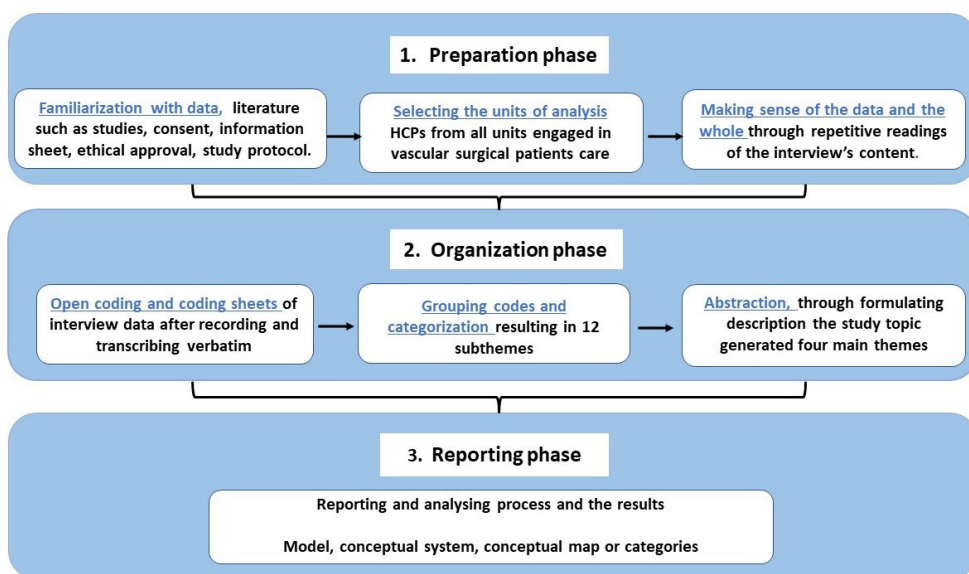 1. Preparation phase
Familiarization with data, literature
such as studies, consent, information
sheet, ethical approval, study protocol.
Selecting the units of analysis
HCPs from all units engaged in
vascular surgical patients care
Making sense of the data and the
whole through repetitive readings
of the interview's content.
2. Organization phase
Open coding and coding sheets of
interview data after recording and
transcribing verbatim
Grouping codes and
categorization resulting in 12
subthemes
Abstraction, through formulating
description the study topic
generated four main themes
3. Reporting phase
Reporting and analysing process and the results
Model, conceptual system, conceptual map or categories